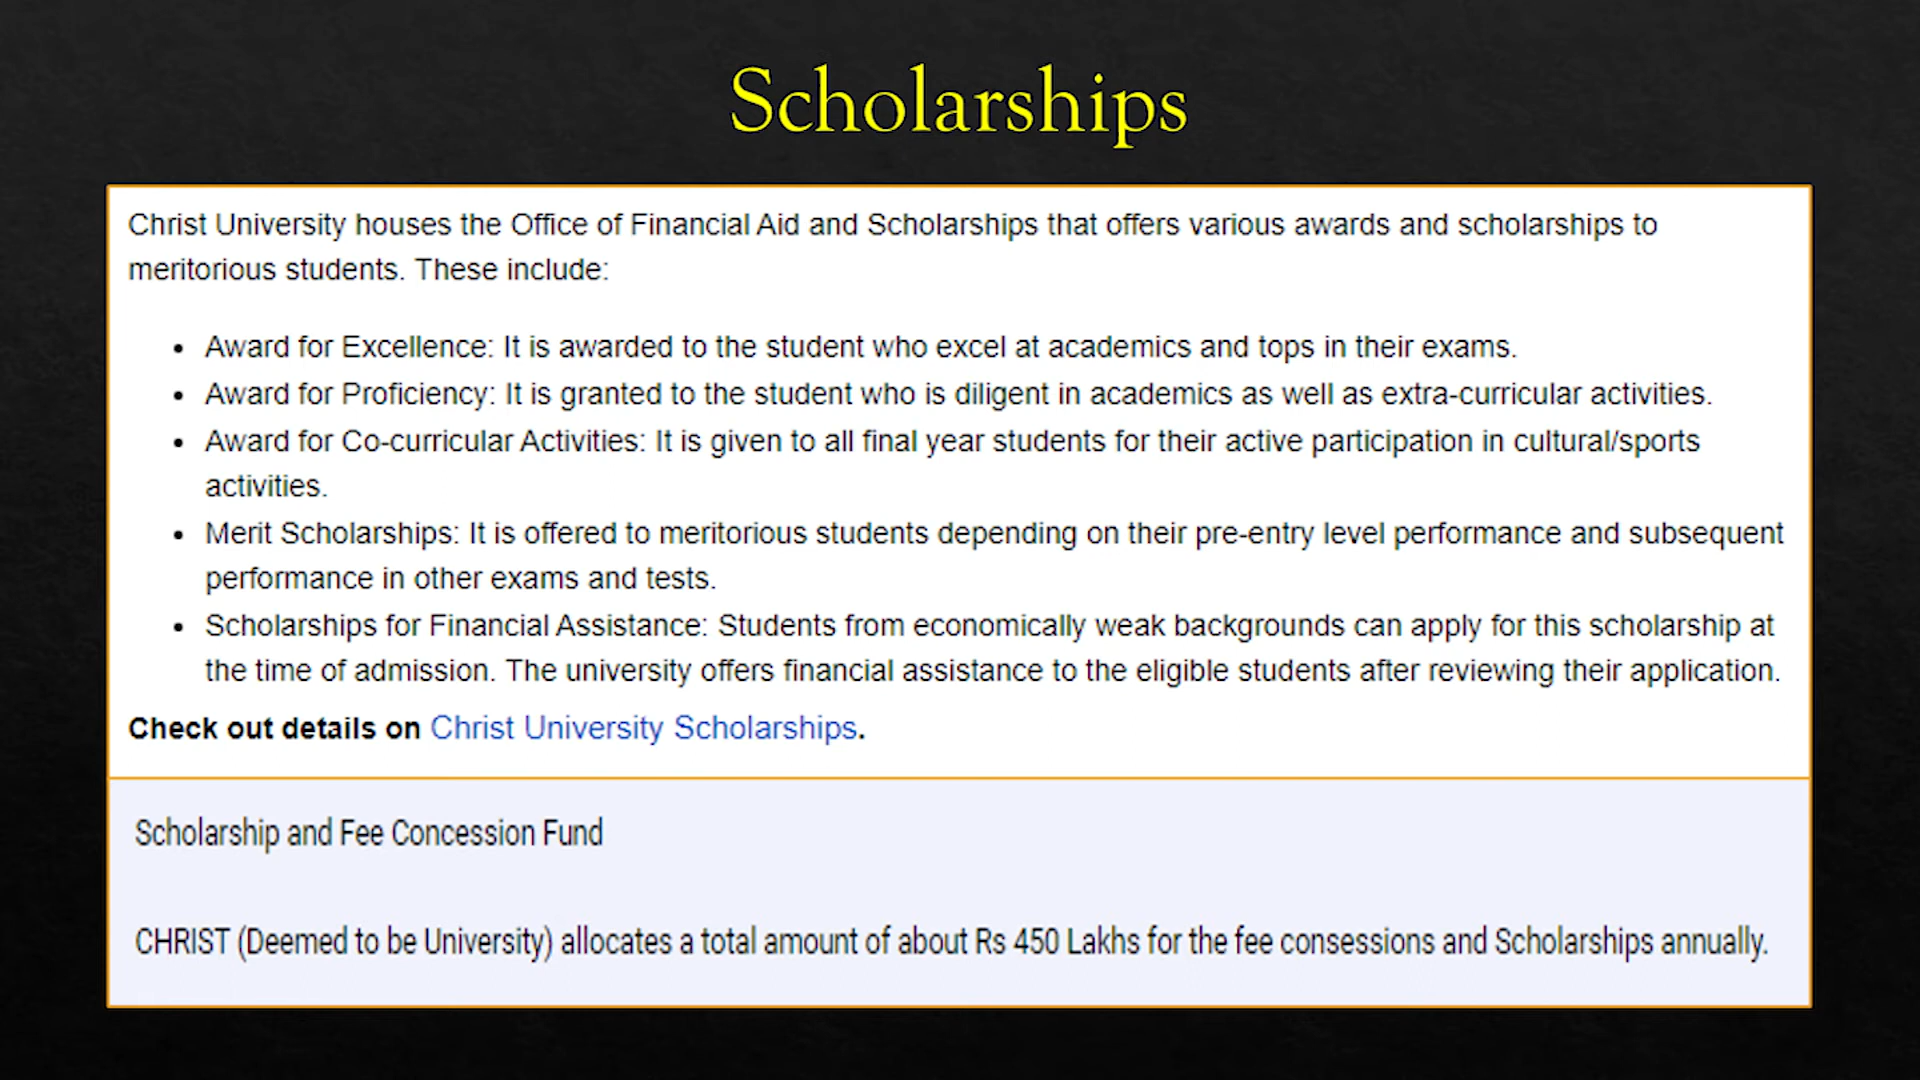 Scholarships
Christ University houses the Office of Financial Aid and Scholarships that offers various awards and scholarships to
meritorious students. These include:
• Award for Excellence: It is awarded to the student who excel at academics and tops in their exams.
• Award for Proficiency: It is granted to the student who is diligent in academics as well as extra-curricular activities.
• Award for Co-curricular Activities: It is given to all final year students for their active participation in cultural/sports
activities.
• Merit Scholarships: It is offered to meritorious students depending on their pre-entry level performance and subsequent
performance in other exams and tests.
• Scholarships for Financial Assistance: Students from economically weak backgrounds can apply for this scholarship at
the time of admission. The university offers financial assistance to the eligible students after reviewing their application.
Check out details on Christ University Scholarships.
Scholarship and Fee Concession Fund
CHRIST (Deemed to be University) allocates a total amount of about Rs 450 Lakhs for the fee consessions and Scholarships annually.